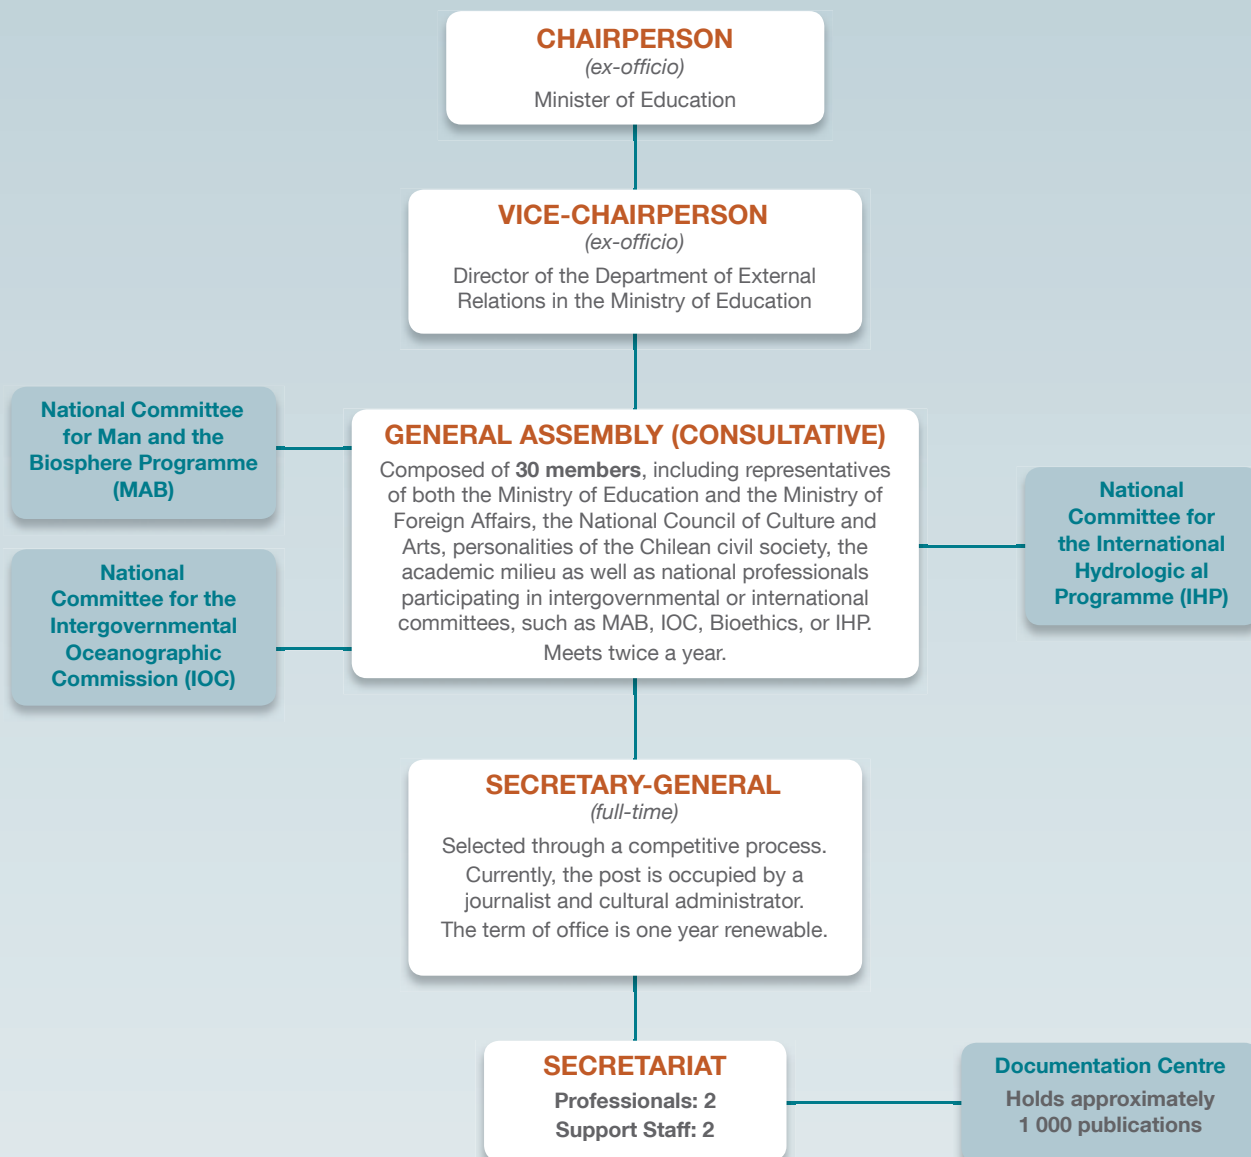 CHAIRPERSON
(ex-officio)
Minister of Education
VICE-CHAIRPERSON
(ex-officio)
Director of the Department of External
Relations in the Ministry of Education
National Committee
for Man and the
Biosphere Programme
(MAB)
National
Committee for the
Intergovernmental
Oceanographic
Commission (IOC)
GENERAL ASSEMBLY (CONSULTATIVE)
Composed of 30 members, including representatives
of both the Ministry of Education and the Ministry of
Foreign Affairs, the National Council of Culture and
Arts, personalities of the Chilean civil society, the
academic milieu as well as national professionals
participating in intergovernmental or international
committees, such as MAB, IOC, Bioethics, or IHP.
Meets twice a year.
National
Committee for
the International
Hydrologic al
Programme (IHP)
SECRETARY-GENERAL
(full-time)
Selected through a competitive process.
Currently, the post is occupied by a
journalist and cultural administrator.
The term of office is one year renewable.
SECRETARIAT
Professionals: 2
Support Staff: 2
Documentation Centre
Holds approximately
1 000 publications